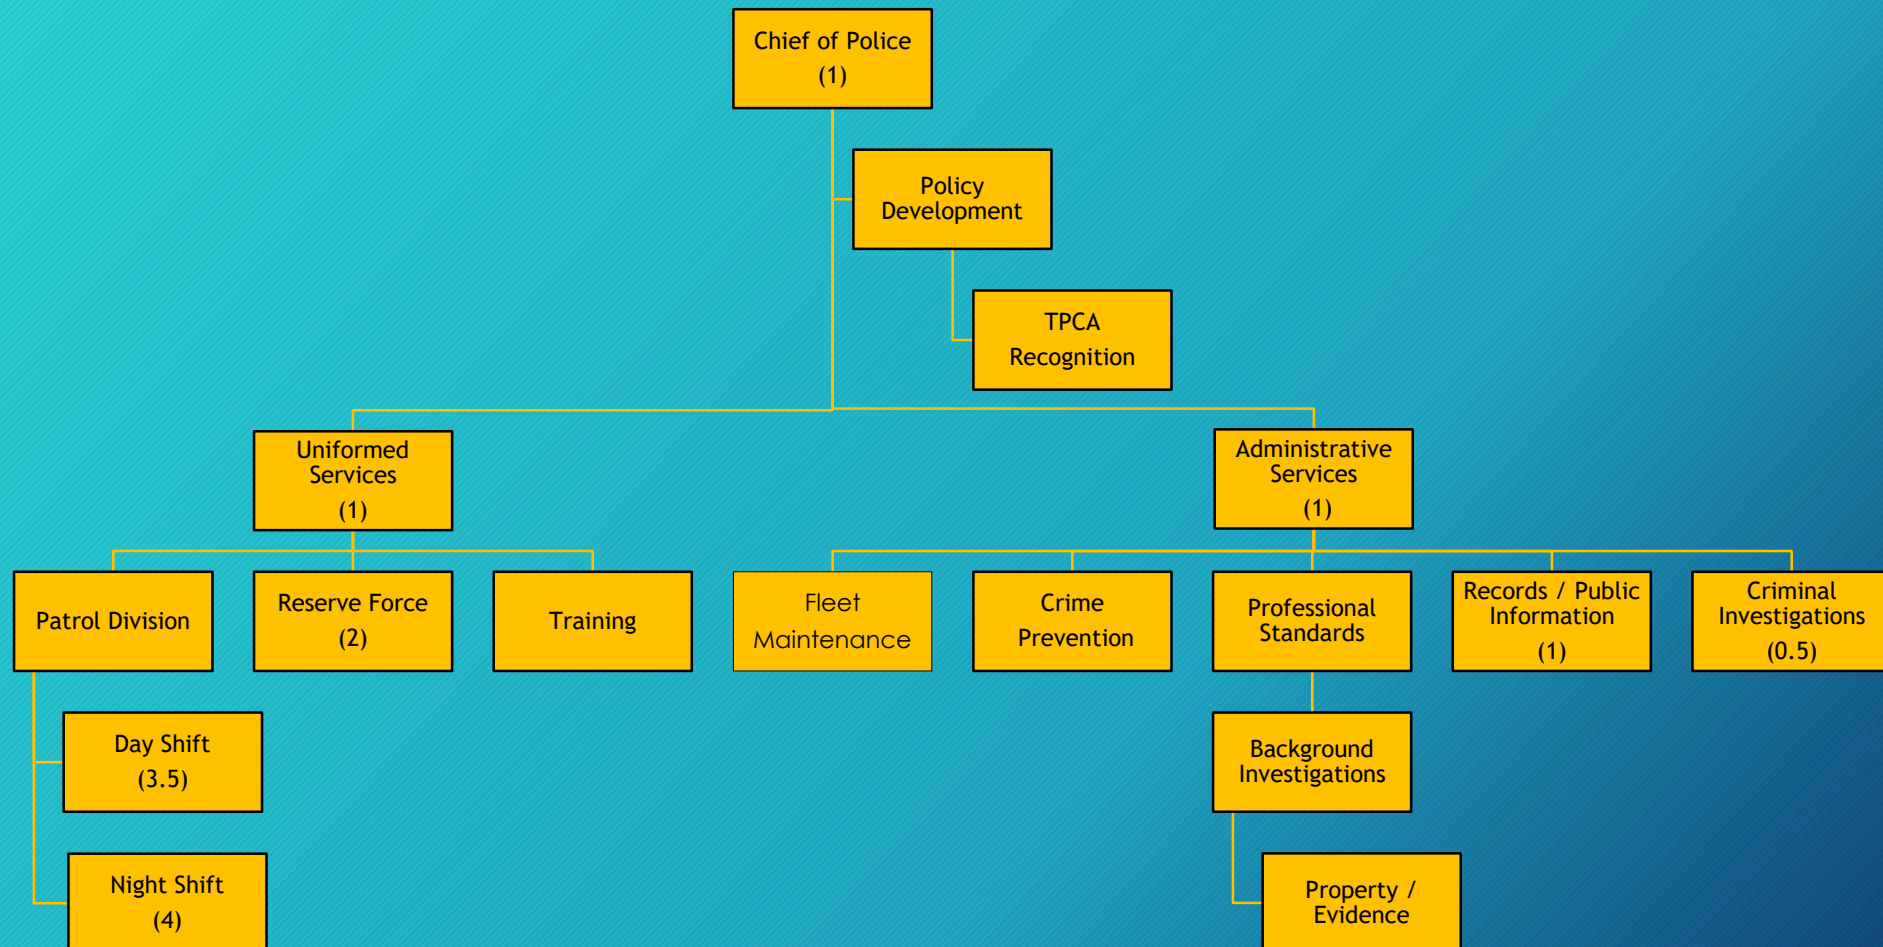 Chief of Police
(1)
Policy
Development
TPCA
Recognition
Uniformed
Services
(1)
Administrative
Services
(1)
Patrol Division
Reserve Force
(2)
Training
Fleet
Maintenance
Crime
Prevention
Professional
Standards
Records / Public
Information
(1)
Criminal
Investigations
(0.5)
Day Shift
(3.5)
Background
Investigations
Night Shift
(4)
Property /
Evidence